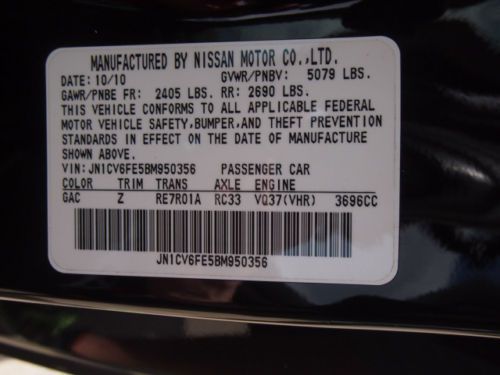 MANUFACTURED BY NISSAN MOTOR CO.,LTD.
DATE: 10/10 GVWR/PNBV: 5079 LBS.
GAWR/PNBE FR: 2405 LBS. RR: 2690 LBS.
THIS VEHICLE CONFORMS TO ALL APPLICABLE FEDERAL
MOTOR VEHICLE SAFETY,BUMPER,AND THEFT PREVENTION
STANDARDS IN EFFECT ON THE DATE OF MANUFACTURE
SHOWN ABOVE.
VIN: JN1CV6FE5BM950356 PASSENGER CAR
COLOR TRIM TRANS AXLE ENGINE
GAC Z RE7R01A RC33 VQ37(VHR) 3696CC
JN1CV6FE5BM950356